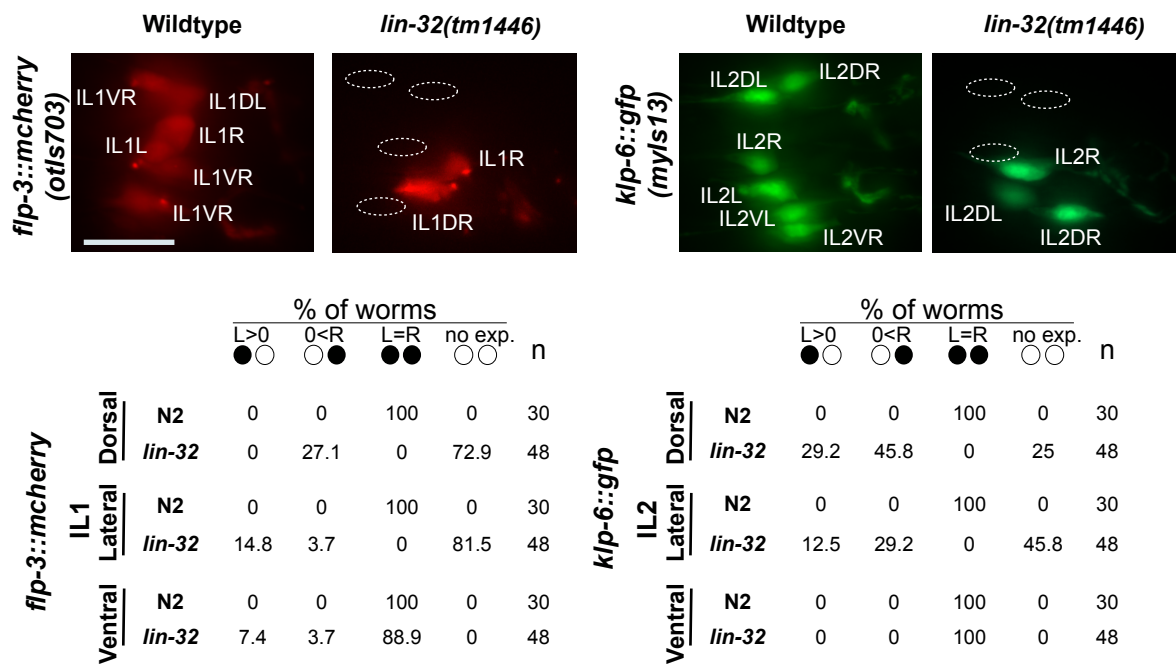 Wildtype
lin-32(tm1446)
Wildtype
lin-32(tm1446)
flp-3::mcherry
(otIs703)
IL1VR
IL1DL
IL1R
IL1L
IL1VR
IL1VR
IL1R
IL1DR
klp-6::gfp
(myIs13)
IL2DL
IL2DR
IL2R
IL2L
IL2VL
IL2VR
IL2R
IL2DL
IL2DR
% of worms
L>0 0<R L=R no exp. n
flp-3::mcherry
IL1
Dorsal
N2 0 0 100 0 30
lin-32 0 27.1 0 72.9 48
Lateral
N2 0 0 100 0 30
lin-32 14.8 3.7 0 81.5 48
Ventral
N2 0 0 100 0 30
lin-32 7.4 3.7 88.9 0 48
% of worms
L>0 0<R L=R no exp. n
klp-6::gfp
IL2
Dorsal
N2 0 0 100 0 30
lin-32 29.2 45.8 0 25 48
Lateral
N2 0 0 100 0 30
lin-32 12.5 29.2 0 45.8 48
Ventral
N2 0 0 100 0 30
lin-32 0 0 100 0 48